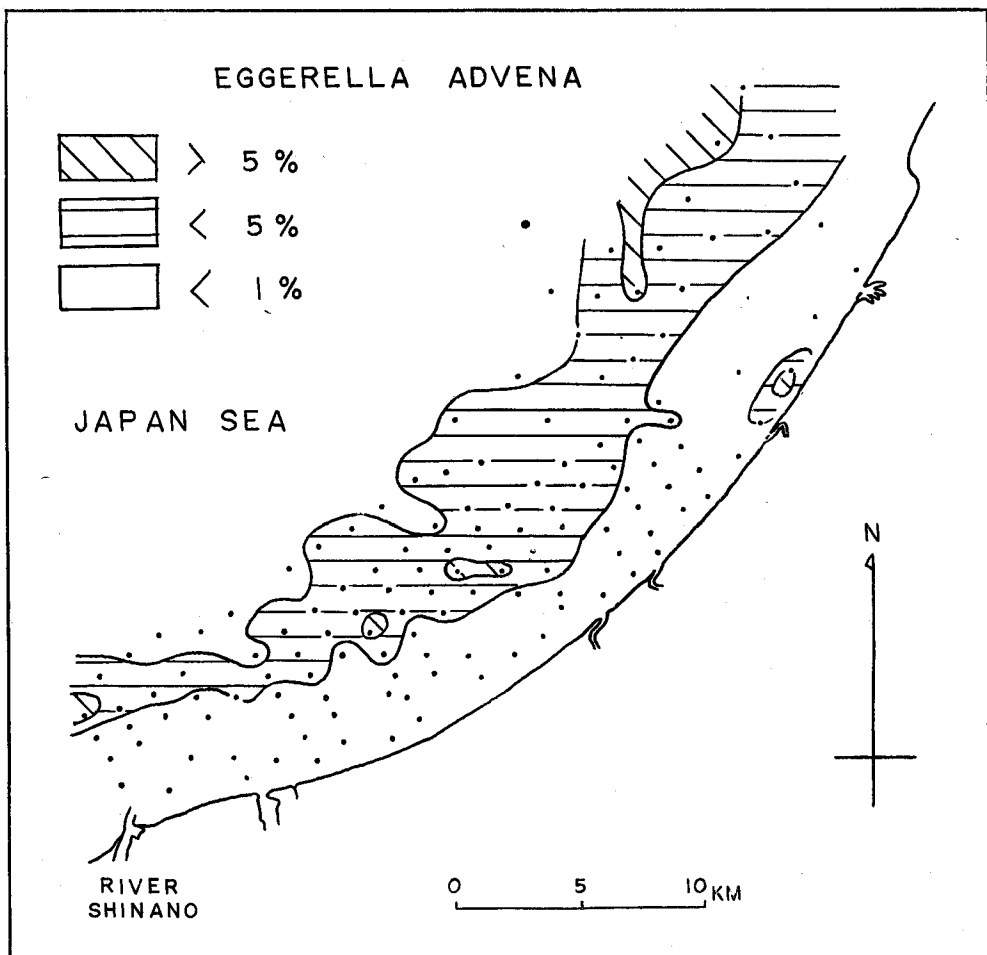 EGGERELLA ADVENA
> 5 %
< 5 %
< 1 %
JAPAN SEA
N
RIVER
SHINANO
0 5 10 KM